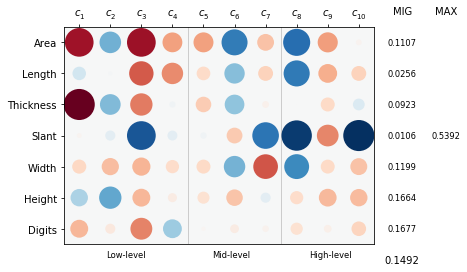 c1 c2 c3 c4 c5 c6 c7 c8 c9 c10 MIG MAX
Area 0.1107
Length 0.0256
Thickness 0.0923
Slant 0.0106 0.5392
Width 0.1199
Height 0.1664
Digits 0.1677
Low-level Mid-level High-level
0.1492